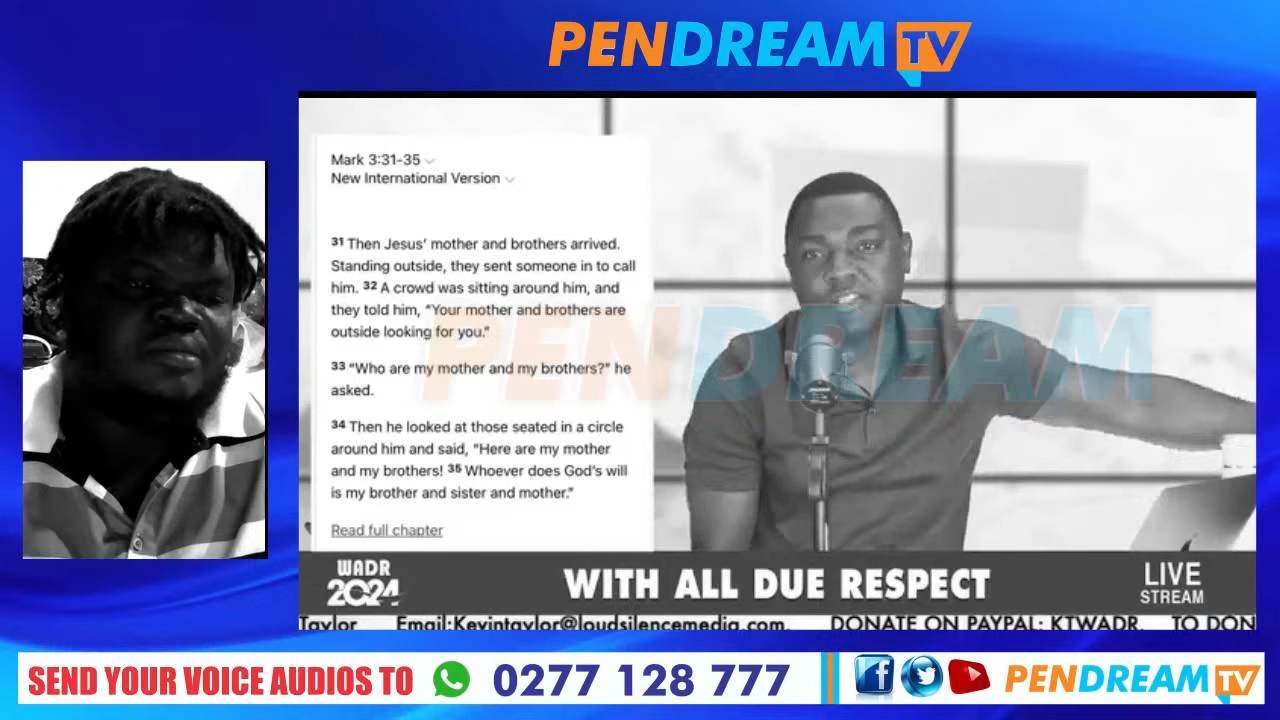 PENDREAM TV
Mark 3:31-35
New International Version
31 Then Jesus’ mother and brothers arrived.
Standing outside, they sent someone in to call
him. 32 A crowd was sitting around him, and
they told him, “Your mother and brothers are
outside looking for you.”
33 “Who are my mother and my brothers?” he
asked.
34 Then he looked at those seated in a circle
around him and said, “Here are my mother
and my brothers! 35 Whoever does God’s will
is my brother and sister and mother.”
Read full chapter
PENDREAM
WADR
2024
WITH ALL DUE RESPECT
LIVE
STREAM
Taylor Email:Kevintaylor@loudsilencemedia.com. DONATE ON PAYPAL: KTWADR. TO DON
SEND YOUR VOICE AUDIOS TO 0277 128 777 PENDREAM TV